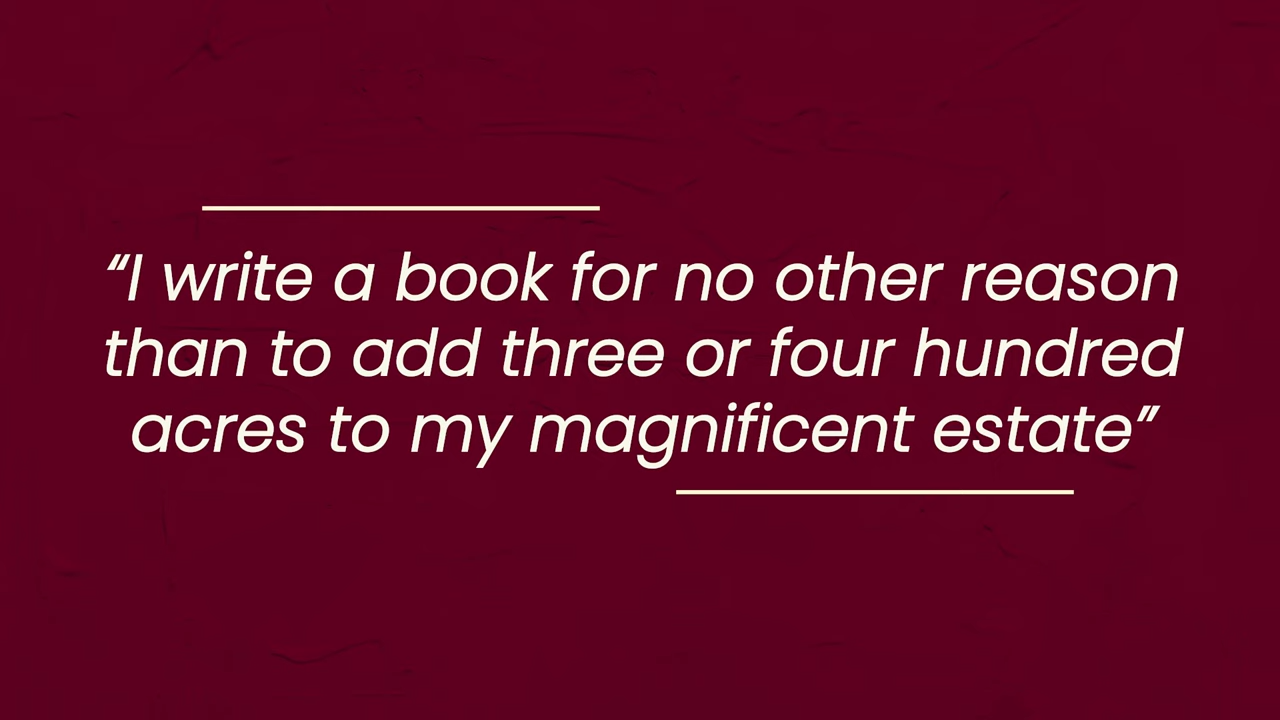 “I write a book for no other reason
than to add three or four hundred
acres to my magnificent estate”